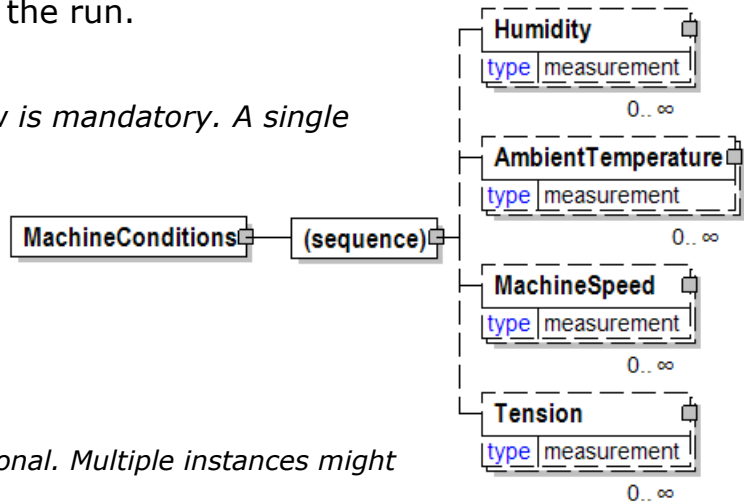 the run.
is mandatory. A single
MachineConditions
(sequence)
Humidity
type measurement
0.. ∞
AmbientTemperature
type measurement
0.. ∞
MachineSpeed
type measurement
0.. ∞
Tension
type measurement
0.. ∞
onal. Multiple instances might